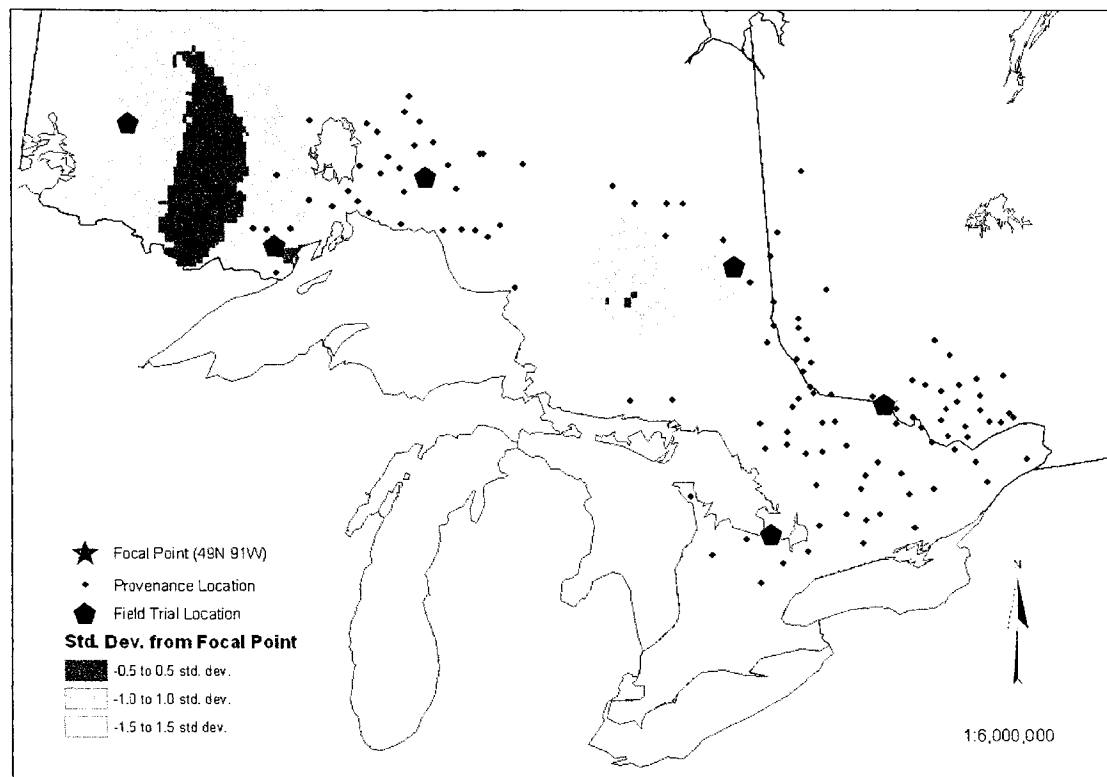 Focal Point (49N 91W)
Provenance Location
Field Trial Location
Std. Dev. from Focal Point
-0.5 to 0.5 std. dev.
-1.0 to 1.0 std. dev.
-1.5 to 1.5 std dev.
N
1:6,000,000